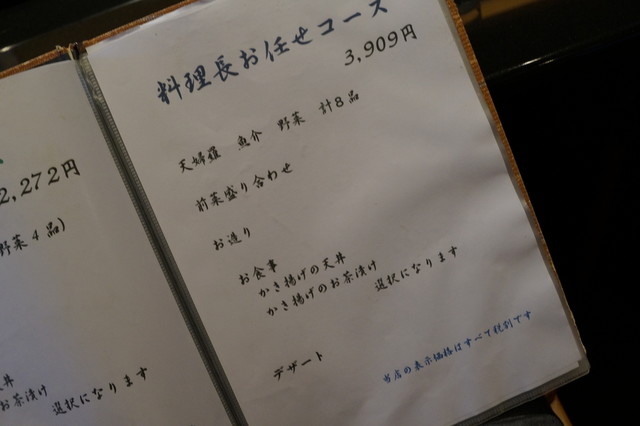 2,272円
野菜4品)
丼
お茶漬け
選択になります
料理長お任せコース
3,909円
天婦羅 魚介 野菜 計8品
前菜盛り合わせ
お造り
お食事
かき揚げの天丼
かき揚げのお茶漬け 選択になります
デザート
当店の表示価格はすべて税別です